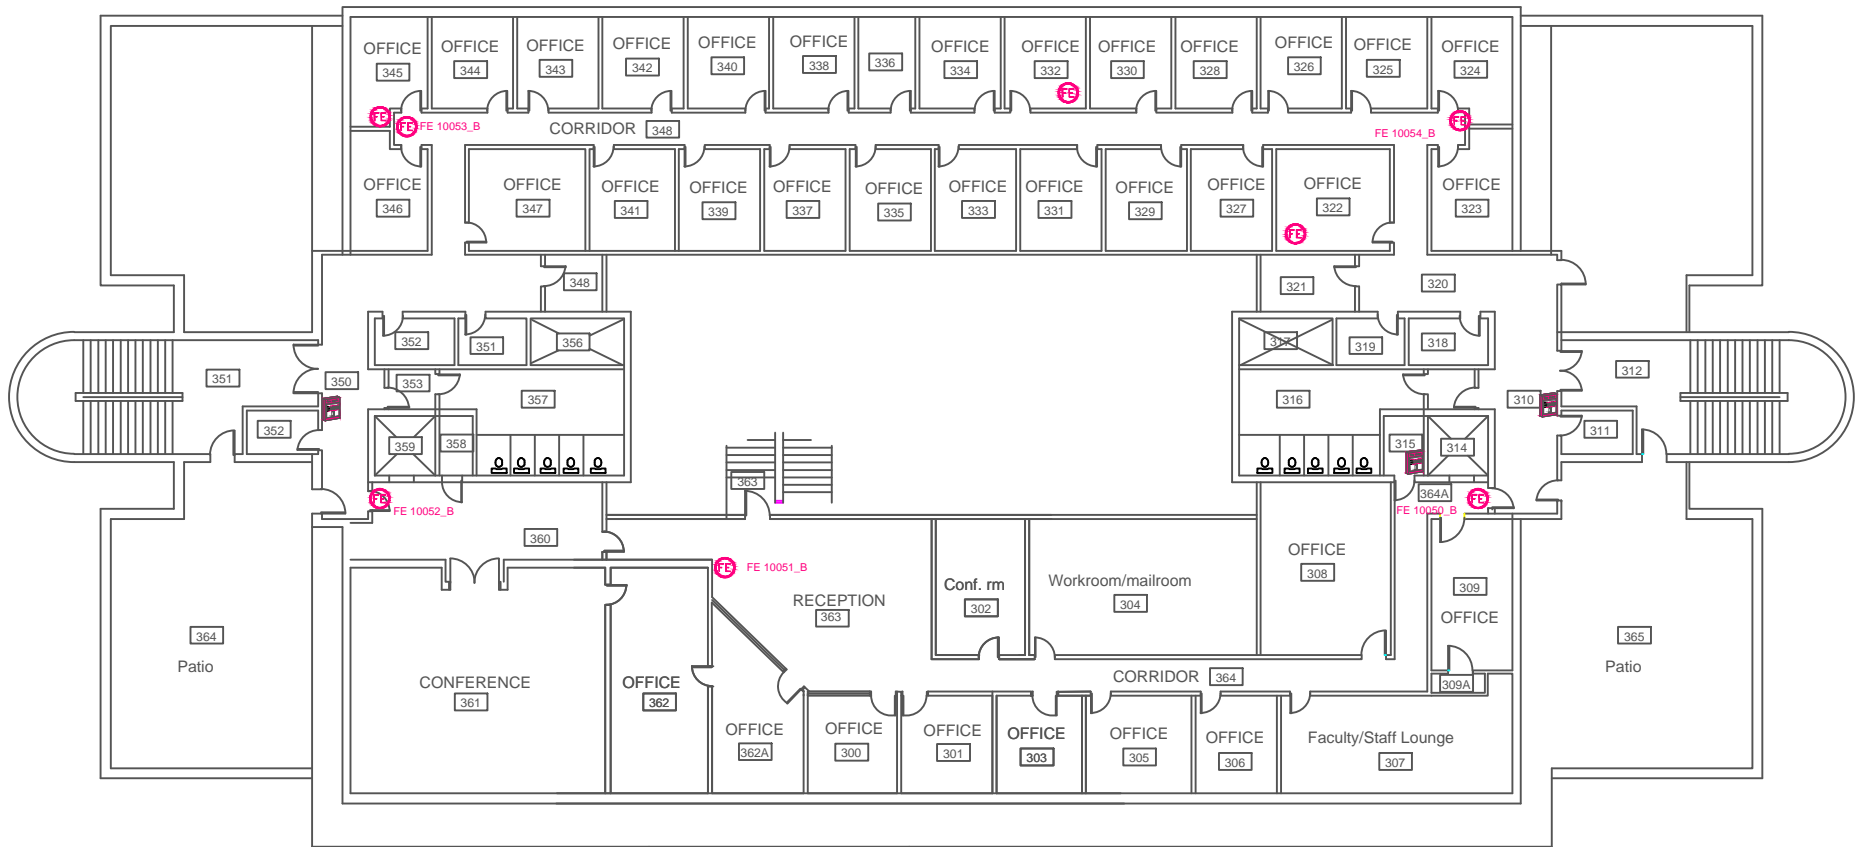 OFFICE OFFICE OFFICE OFFICE OFFICE OFFICE OFFICE OFFICE OFFICE OFFICE OFFICE OFFICE OFFICE
345 344 343 342 340 338 336 334 332 330 328 326 325 324
FE FE FE 10053_B CORRIDOR 348 FE FE 10054_B FE
OFFICE OFFICE OFFICE OFFICE OFFICE OFFICE OFFICE OFFICE OFFICE OFFICE OFFICE OFFICE
346 347 341 339 337 335 333 331 329 327 322 323
FE
348 321 320
352 351 356 317 319 318
351 350 353 357 316 310 312
352 359 358 315 314 311
363 364A
FE FE 10052_B FE 10050_B FE
360
FE FE 10051_B
OFFICE
308
Conf. rm
302
Workroom/mailroom
304
309
OFFICE
RECEPTION
363
364
Patio
365
Patio
CORRIDOR 364
309A
CONFERENCE
361
OFFICE
362
OFFICE
362A
OFFICE
300
OFFICE
301
OFFICE
303
OFFICE
305
OFFICE
306
Faculty/Staff Lounge
307